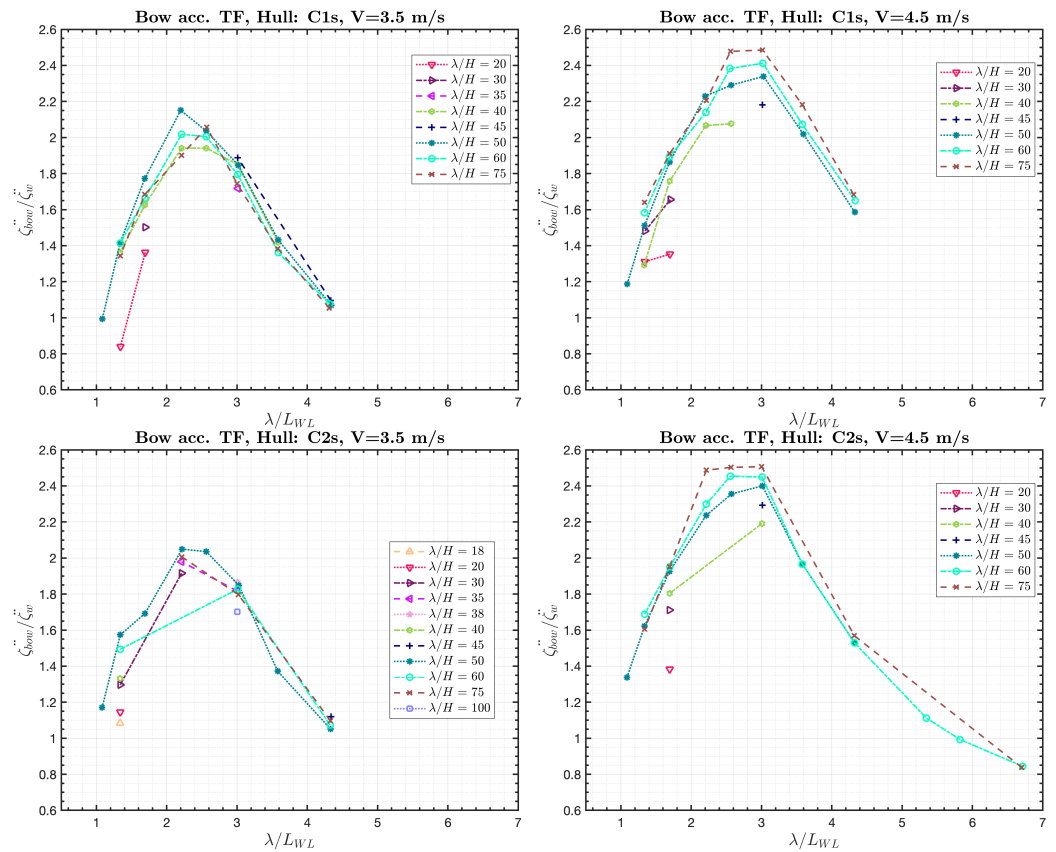 Bow acc. TF, Hull: C1s, V=3.5 m/s
2.6
2.4
2.2
2
1.8
1.6
1.4
1.2
1
0.8
0.6
ζ̈_bow/ζ̈_w
λ/H = 20
λ/H = 30
λ/H = 35
λ/H = 40
λ/H = 45
λ/H = 50
λ/H = 60
λ/H = 75
1 2 3 4 5 6 7
λ/L_WL
Bow acc. TF, Hull: C1s, V=4.5 m/s
2.6
2.4
2.2
2
1.8
1.6
1.4
1.2
1
0.8
0.6
ζ̈_bow/ζ̈_w
λ/H = 20
λ/H = 30
λ/H = 40
λ/H = 45
λ/H = 50
λ/H = 60
λ/H = 75
1 2 3 4 5 6 7
λ/L_WL
Bow acc. TF, Hull: C2s, V=3.5 m/s
2.6
2.4
2.2
2
1.8
1.6
1.4
1.2
1
0.8
0.6
ζ̈_bow/ζ̈_w
λ/H = 18
λ/H = 20
λ/H = 30
λ/H = 35
λ/H = 38
λ/H = 40
λ/H = 45
λ/H = 50
λ/H = 60
λ/H = 75
λ/H = 100
1 2 3 4 5 6 7
λ/L_WL
Bow acc. TF, Hull: C2s, V=4.5 m/s
2.6
2.4
2.2
2
1.8
1.6
1.4
1.2
1
0.8
0.6
ζ̈_bow/ζ̈_w
λ/H = 20
λ/H = 30
λ/H = 40
λ/H = 45
λ/H = 50
λ/H = 60
λ/H = 75
1 2 3 4 5 6 7
λ/L_WL